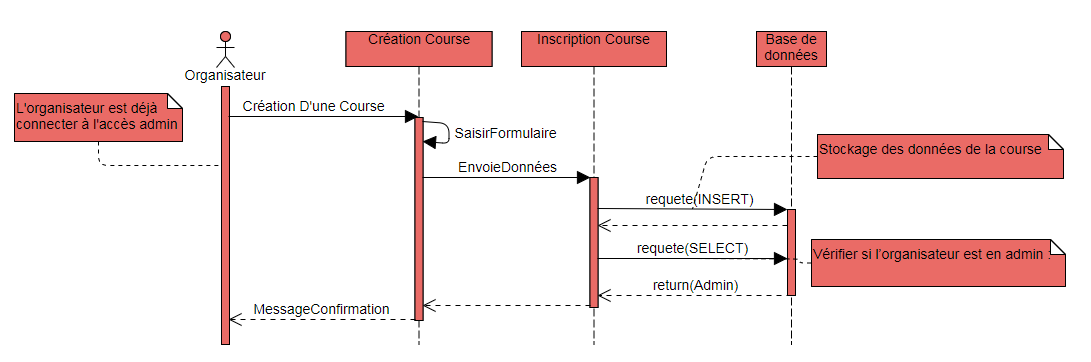 Création Course
Inscription Course
Base de
données
Organisateur
L'organisateur est déjà
connecter à l'accès admin
Création D'une Course
SaisirFormulaire
EnvoieDonnées
Stockage des données de la course
requete(INSERT)
requete(SELECT)
Vérifier si l'organisateur est en admin :
return(Admin)
MessageConfirmation